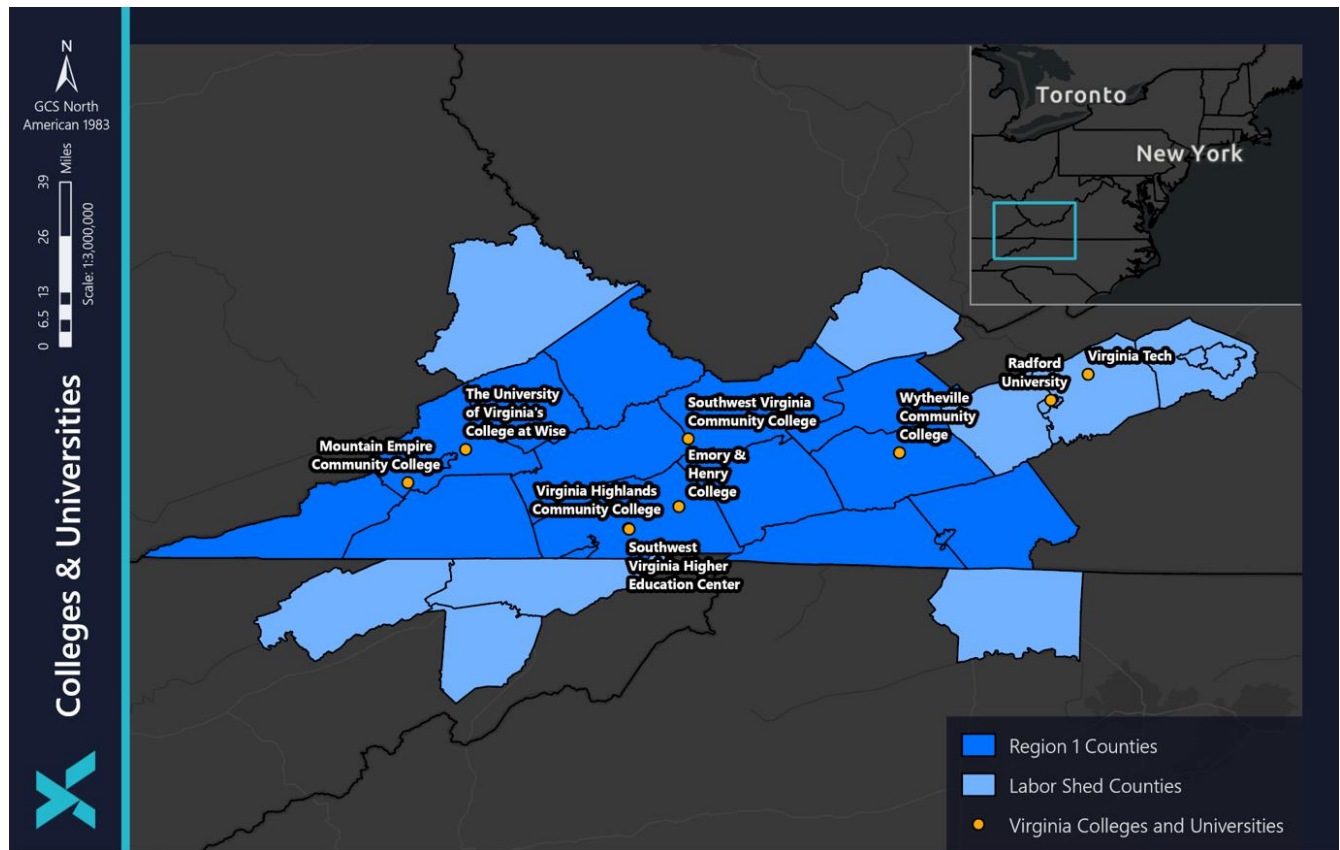 N
GCS North
American 1983
0 6.5 13 26 39
Miles
Scale: 1:3,000,000
Colleges & Universities
Toronto
New York
Radford
University
Virginia Tech
The University
of Virginia's
College at Wise
Southwest Virginia
Community College
Wytheville
Community
College
Mountain Empire
Community College
Emory &
Henry
College
Virginia Highlands
Community College
Southwest
Virginia Higher
Education Center
Region 1 Counties
Labor Shed Counties
Virginia Colleges and Universities